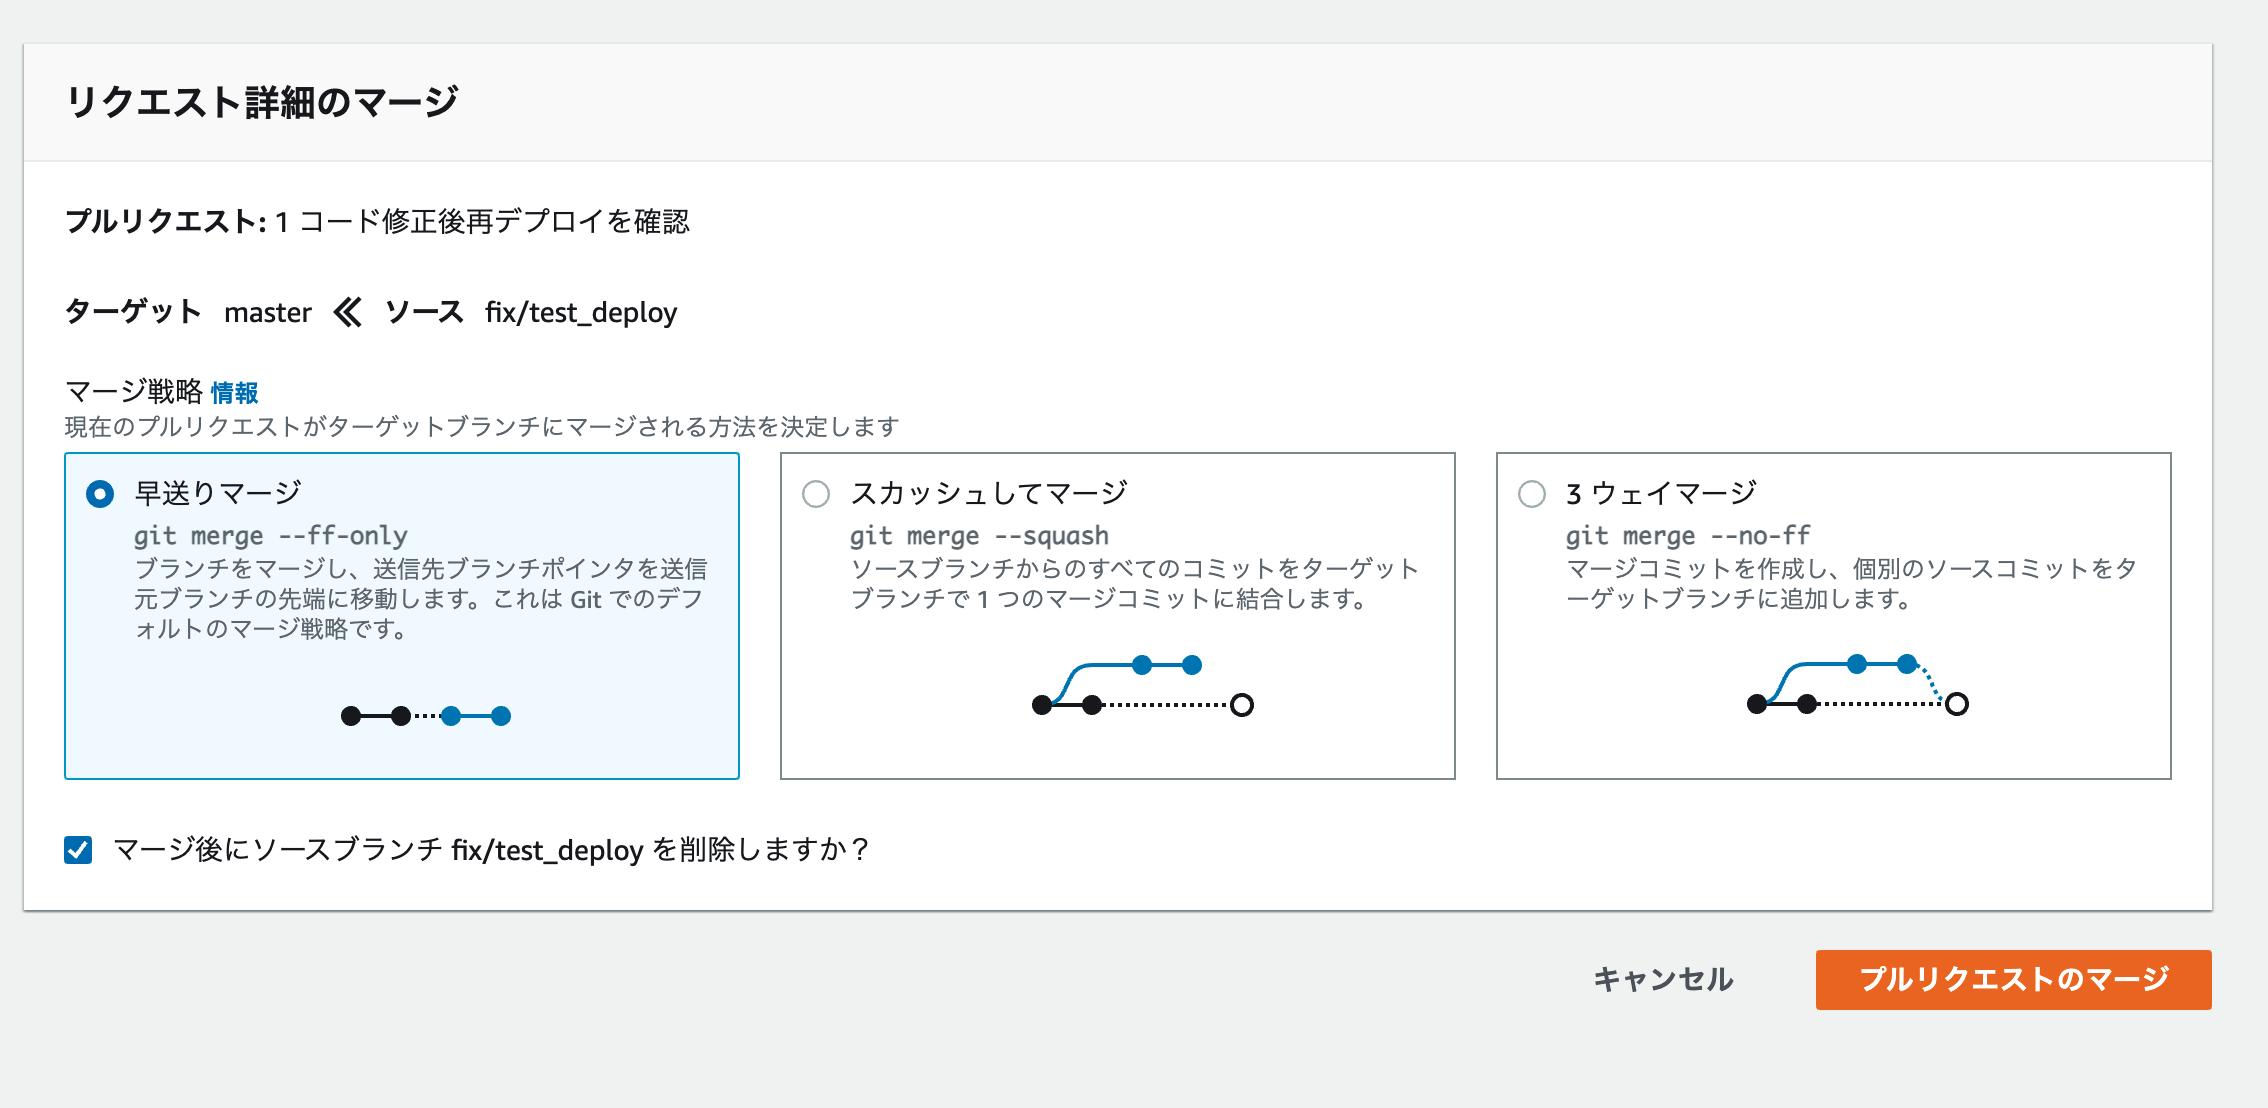 リクエスト詳細のマージ
プルリクエスト: 1 コード修正後再デプロイを確認
ターゲット master ≪ ソース fix/test_deploy
マージ戦略 情報
現在のプルリクエストがターゲットブランチにマージされる方法を決定します
早送りマージ
git merge --ff-only
ブランチをマージし、送信先ブランチポインタを送信
元ブランチの先端に移動します。これは Git でのデフ
ォルトのマージ戦略です。
スカッシュしてマージ
git merge --squash
ソースブランチからのすべてのコミットをターゲット
ブランチで 1 つのマージコミットに結合します。
3 ウェイマージ
git merge --no-ff
マージコミットを作成し、個別のソースコミットをタ
ーゲットブランチに追加します。
マージ後にソースブランチ fix/test_deploy を削除しますか？
キャンセル
プルリクエストのマージ